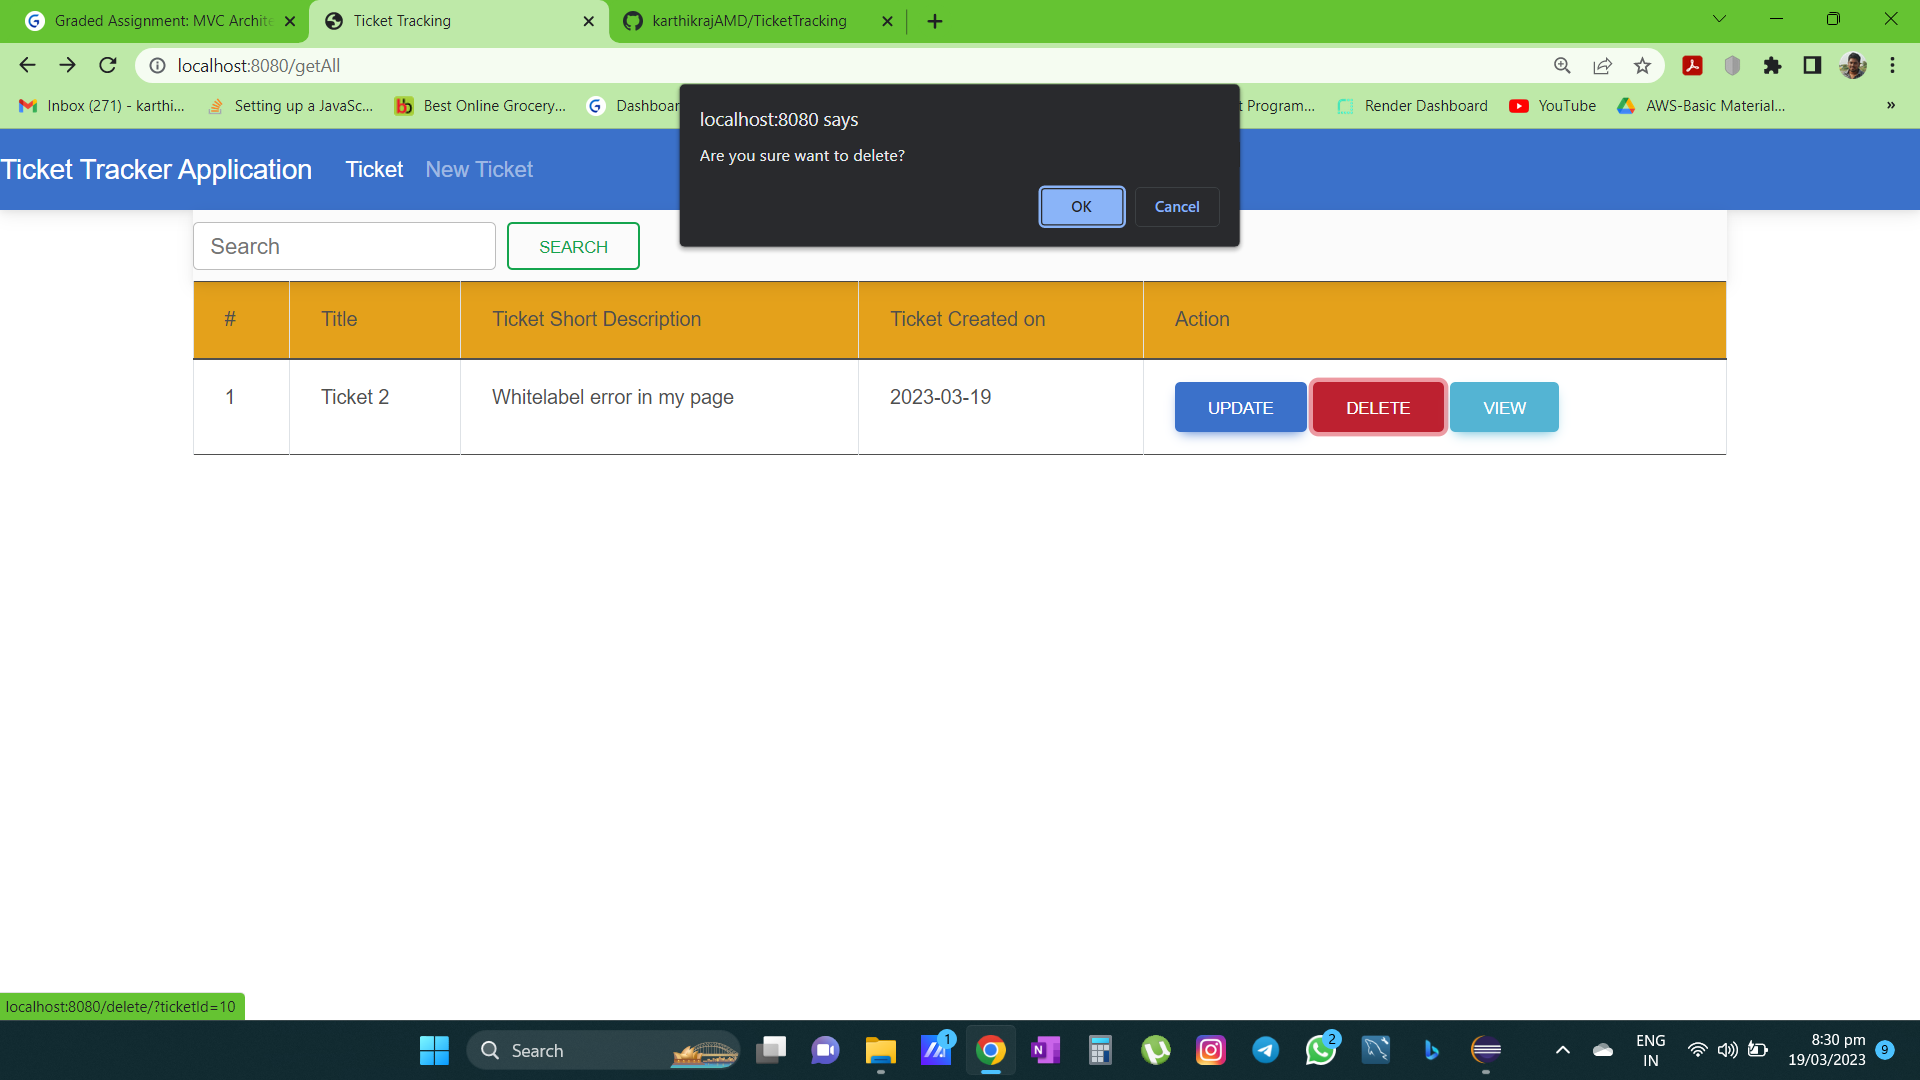 Graded Assignment: MVC Archite
Ticket Tracking
karthikrajAMD/TicketTracking
localhost:8080/getAll
Inbox (271) - karthi...
Setting up a JavaSc...
Best Online Grocery...
Dashboar
t Program...
Render Dashboard
YouTube
AWS-Basic Material...
»
localhost:8080 says
Are you sure want to delete?
OK
Cancel
Ticket Tracker Application
Ticket
New Ticket
Search
SEARCH
# Title Ticket Short Description Ticket Created on Action
1 Ticket 2 Whitelabel error in my page 2023-03-19 UPDATE DELETE VIEW
localhost:8080/delete/?ticketId=10
Search
1
2
ENG
IN
8:30 pm
19/03/2023
9